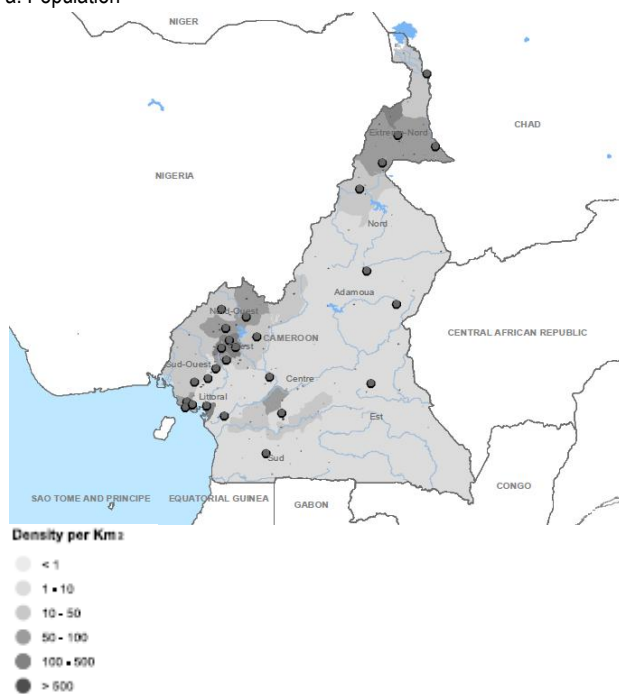 a. Population
NIGER
CHAD
Extreme-Nord
NIGERIA
Nord
Adamoua
Nord-Ouest
CENTRAL AFRICAN REPUBLIC
CAMEROON
Sud-Ouest
Centre
Littoral
Est
Sud
SAO TOME AND PRINCIPE
EQUATORIAL GUINEA
GABON
CONGO
Density per Km2
< 1
1 - 10
10 - 50
50 - 100
100 - 500
> 500